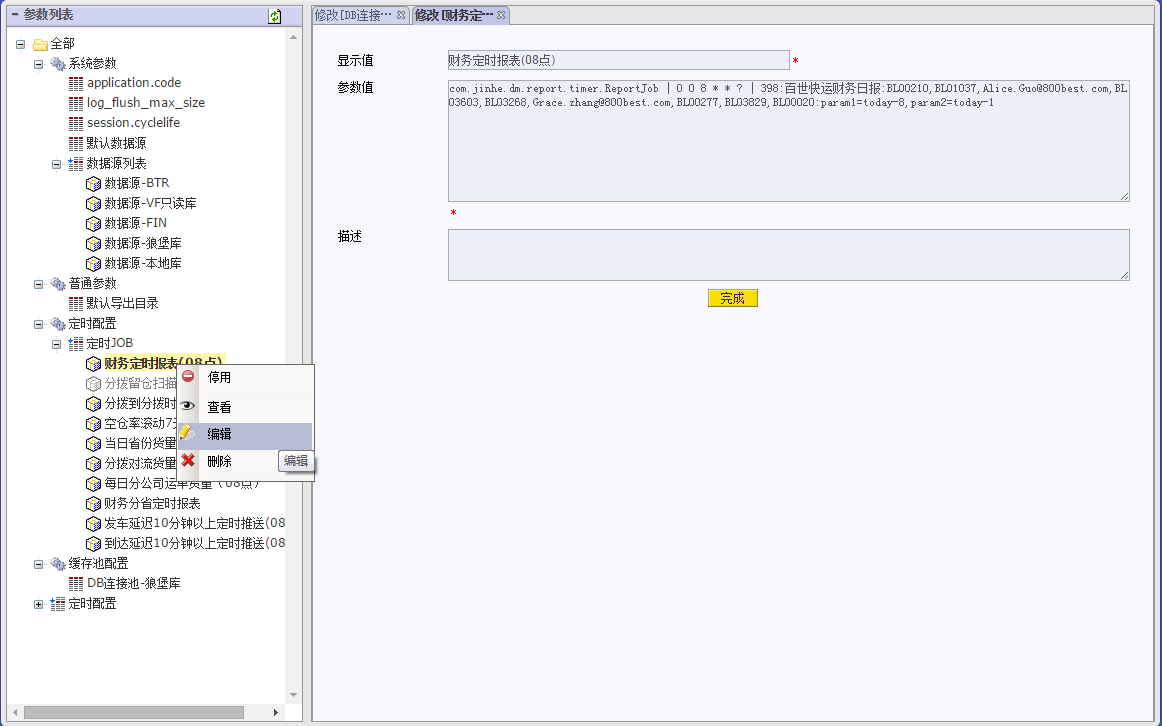 参数列表
全部
系统参数
application.code
log_flush_max_size
session.cyclelife
默认数据源
数据源列表
数据源-BTR
数据源-VF只读库
数据源-FIN
数据源-狼堡库
数据源-本地库
普通参数
默认导出目录
定时配置
定时JOB
财务定时报表(08点)
分拨留仓扫描
分拨到分拨时
空仓率滚动7天
当日省份货量
分拨对流货量
每日分公司运单货量（08点）
财务分省定时报表
发车延迟10分钟以上定时推送(08
到达延迟10分钟以上定时推送(08
缓存池配置
DB连接池-狼堡库
定时配置
停用
查看
编辑
删除
编辑
修改[DB连接…
修改[财务定…
显示值
财务定时报表(08点)
*
参数值
com.jinhe.dm.report.timer.ReportJob | 0 0 8 * * ? | 398:百世快运财务日报:BL00210,BL01037,Alice.Guo@800best.com,BL
03603,BL03268,Grace.zhang@800best.com,BL00277,BL03829,BL00020:param1=today-8,param2=today-1
*
描述
完成